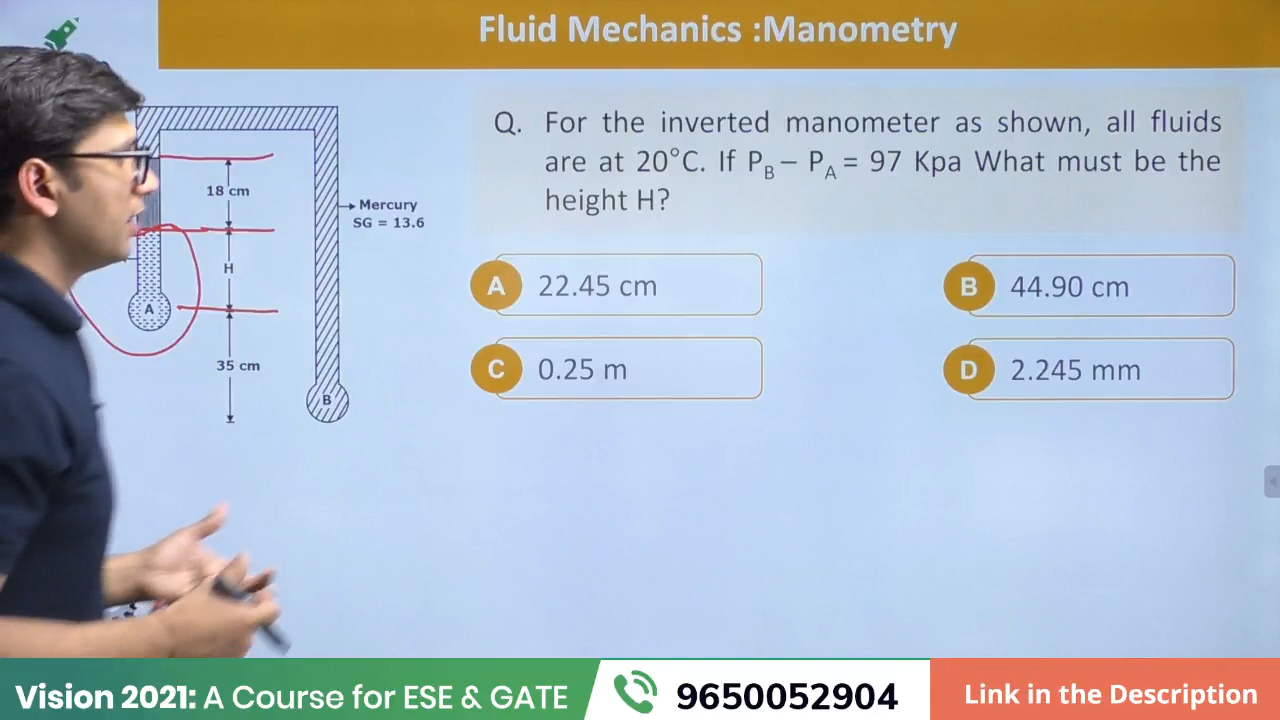 Fluid Mechanics :Manometry
18 cm
Mercury
SG = 13.6
H
A
35 cm
B
Q. For the inverted manometer as shown, all fluids
are at 20°C. If P_B – P_A = 97 Kpa What must be the
height H?
A 22.45 cm
B 44.90 cm
C 0.25 m
D 2.245 mm
Vision 2021: A Course for ESE & GATE
9650052904
Link in the Description